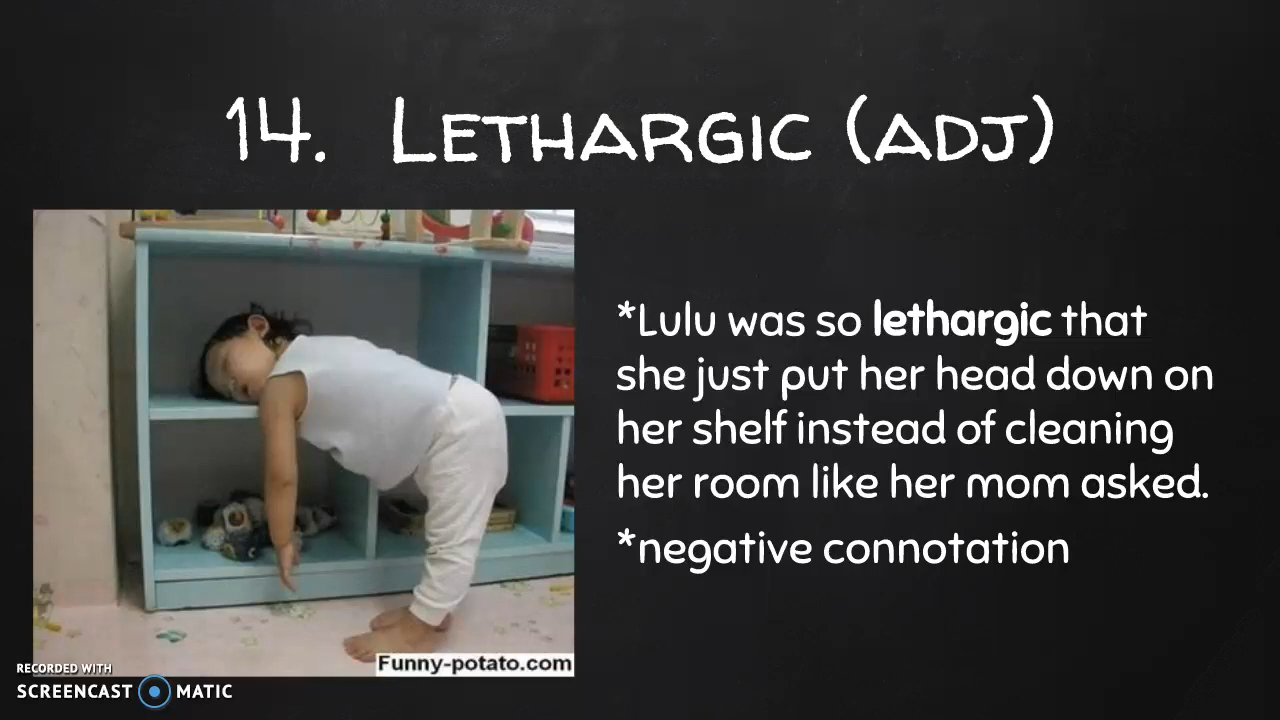 14. Lethargic (adj)
*Lulu was so lethargic that
she just put her head down on
her shelf instead of cleaning
her room like her mom asked.
*negative connotation
Funny-potato.com
RECORDED WITH
SCREENCAST MATIC